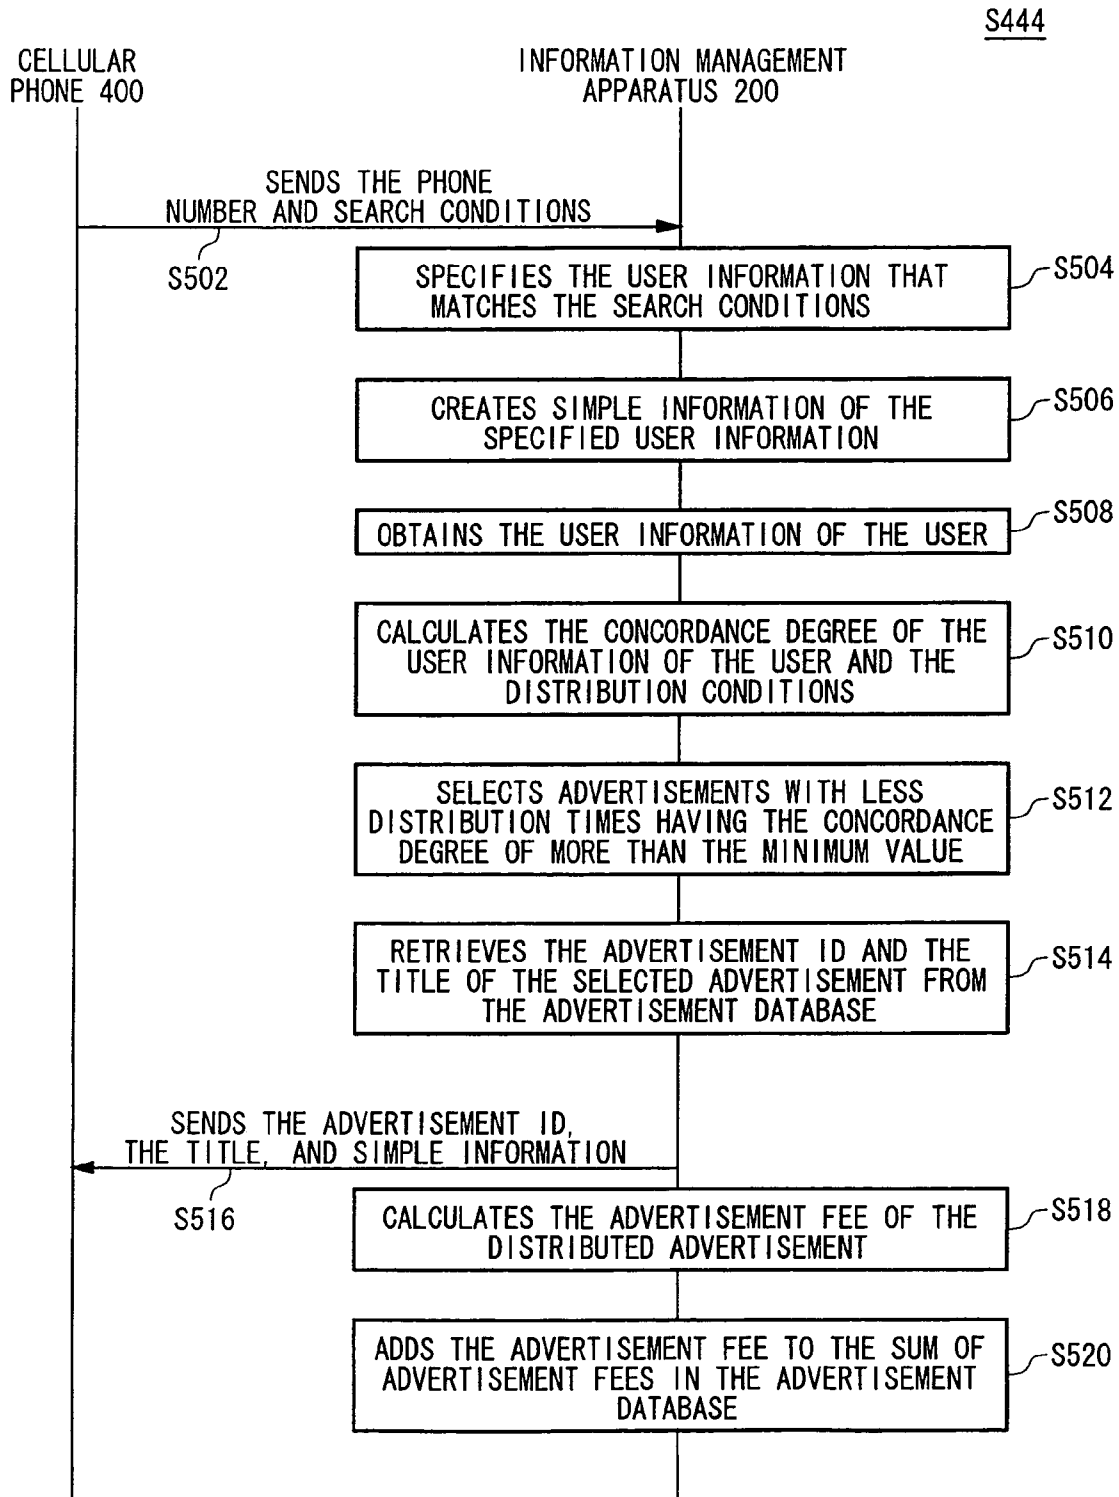 S444
CELLULAR
PHONE 400
INFORMATION MANAGEMENT
APPARATUS 200
SENDS THE PHONE
NUMBER AND SEARCH CONDITIONS
S502
SPECIFIES THE USER INFORMATION THAT
MATCHES THE SEARCH CONDITIONS
S504
CREATES SIMPLE INFORMATION OF THE
SPECIFIED USER INFORMATION
S506
OBTAINS THE USER INFORMATION OF THE USER
S508
CALCULATES THE CONCORDANCE DEGREE OF THE
USER INFORMATION OF THE USER AND THE
DISTRIBUTION CONDITIONS
S510
SELECTS ADVERTISEMENTS WITH LESS
DISTRIBUTION TIMES HAVING THE CONCORDANCE
DEGREE OF MORE THAN THE MINIMUM VALUE
S512
RETRIEVES THE ADVERTISEMENT ID AND THE
TITLE OF THE SELECTED ADVERTISEMENT FROM
THE ADVERTISEMENT DATABASE
S514
SENDS THE ADVERTISEMENT ID,
THE TITLE, AND SIMPLE INFORMATION
S516
CALCULATES THE ADVERTISEMENT FEE OF THE
DISTRIBUTED ADVERTISEMENT
S518
ADDS THE ADVERTISEMENT FEE TO THE SUM OF
ADVERTISEMENT FEES IN THE ADVERTISEMENT
DATABASE
S520